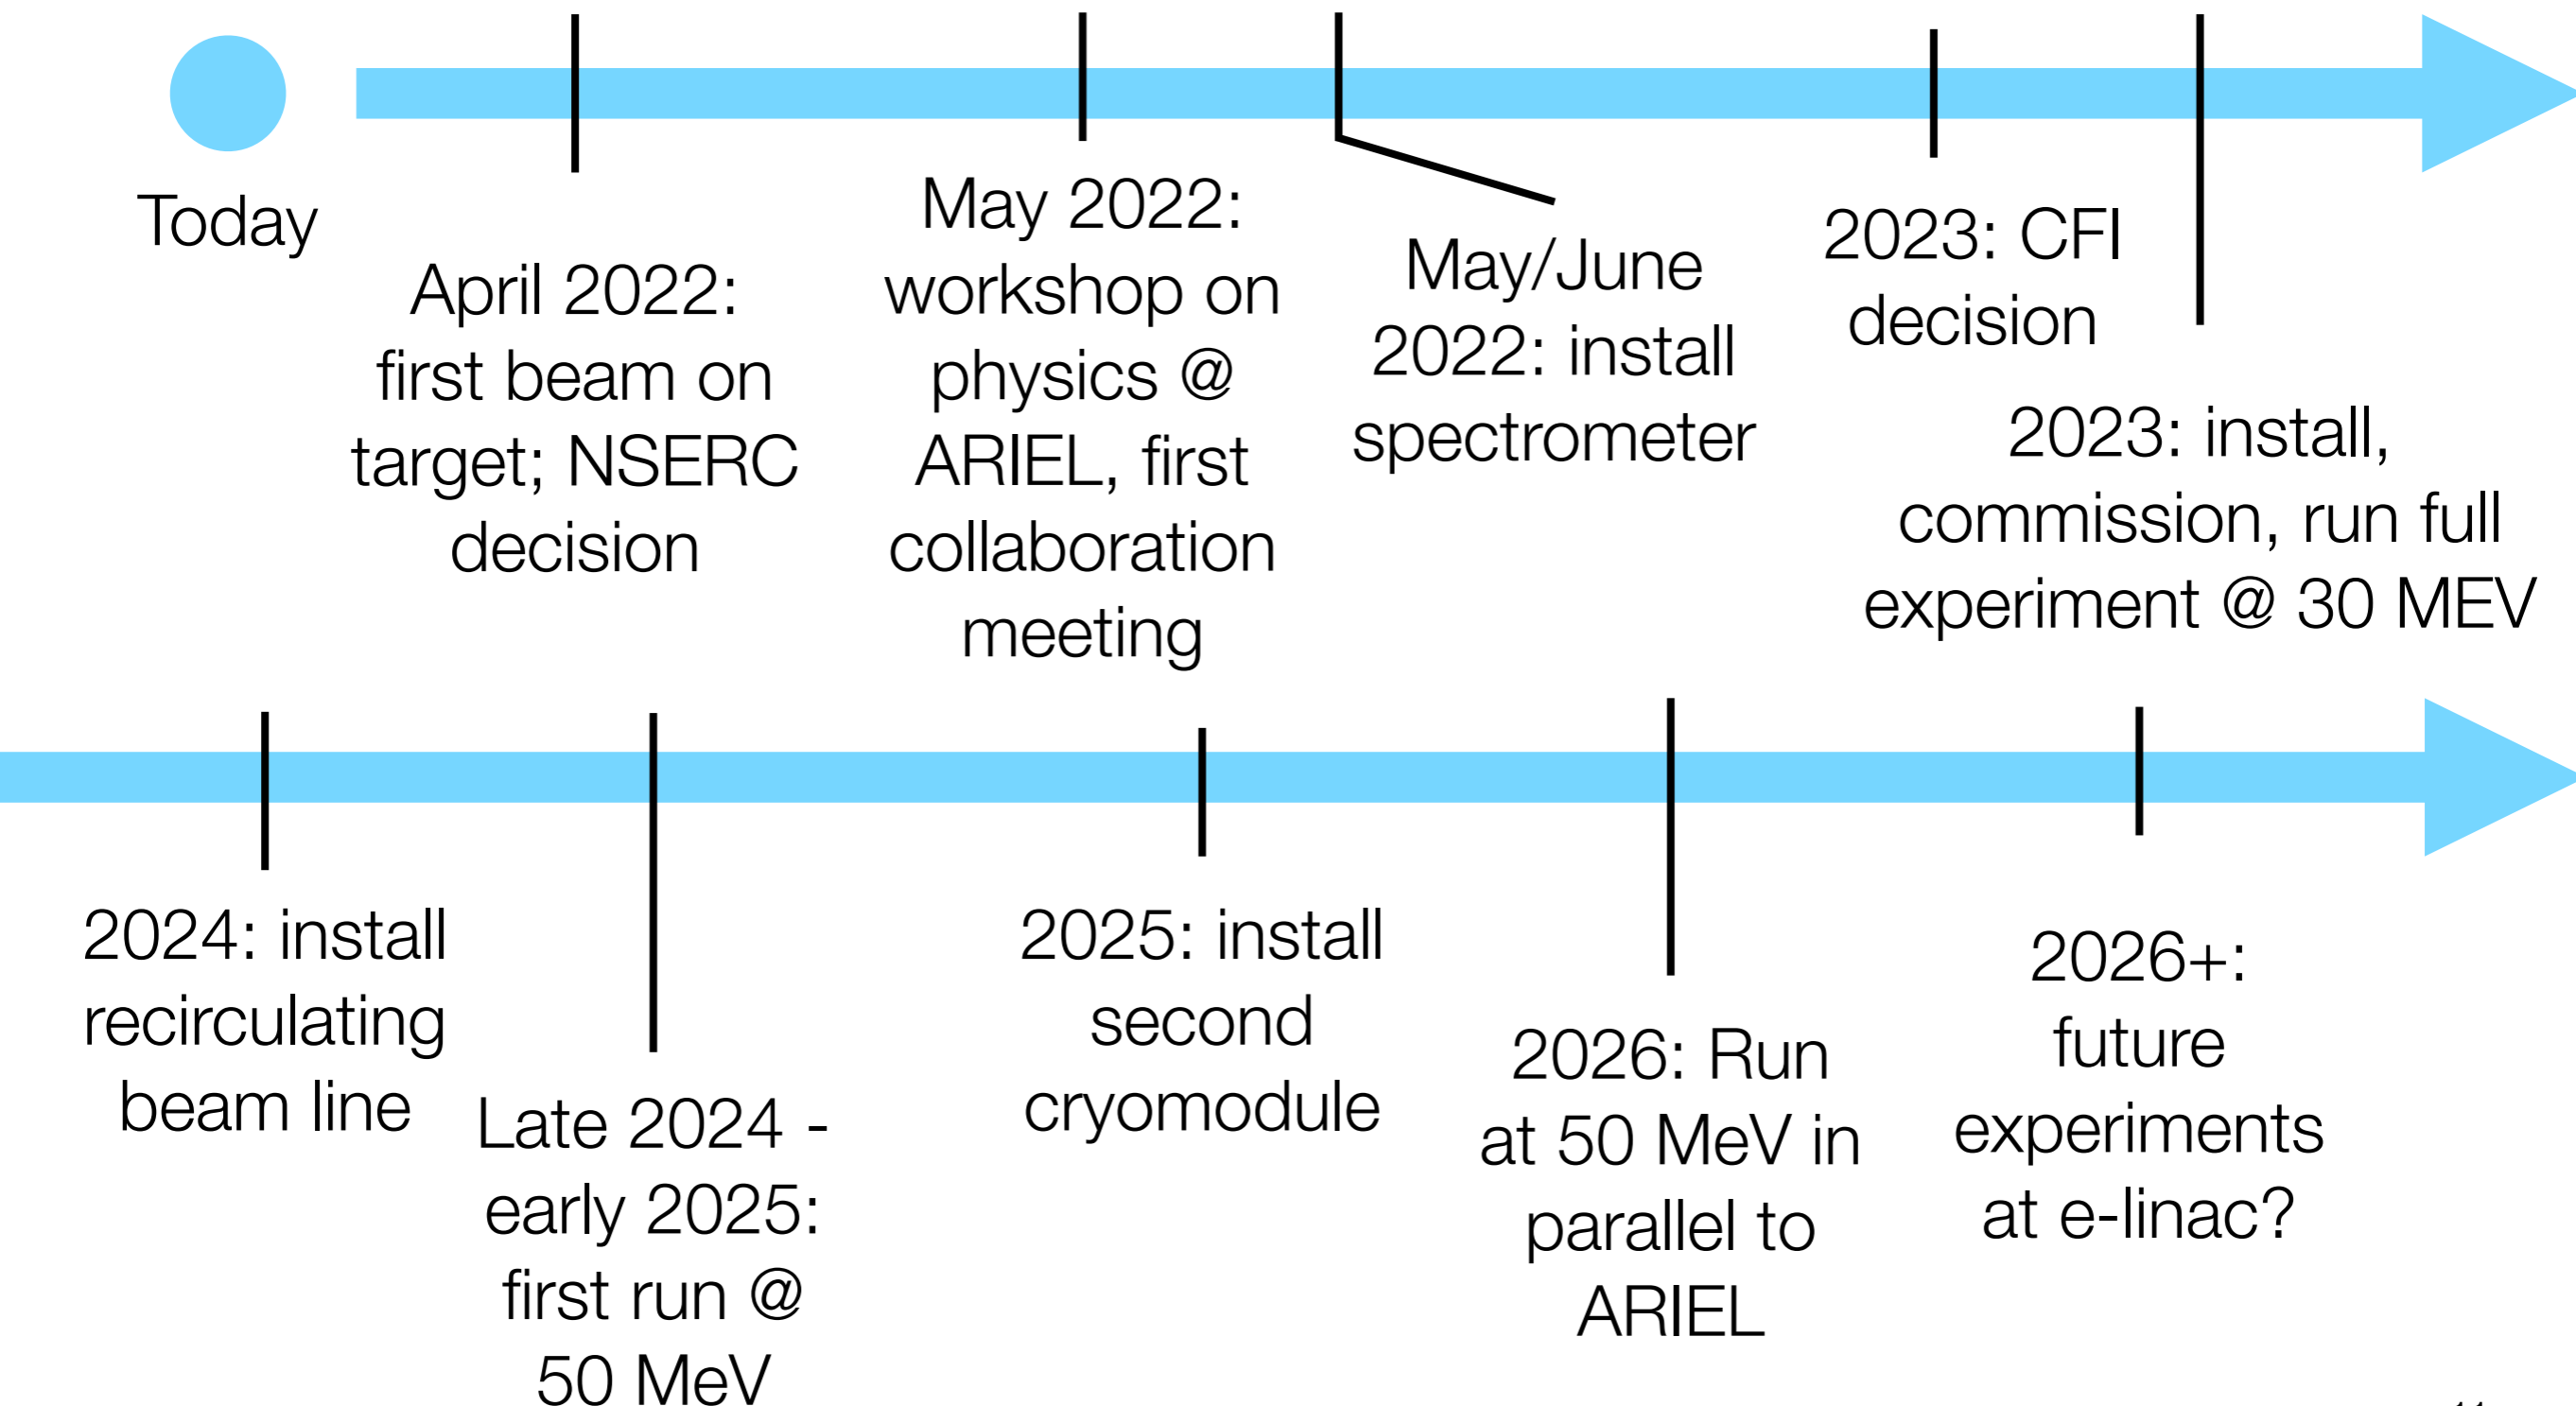 Today
April 2022:
first beam on
target; NSERC
decision
May 2022:
workshop on
physics @
ARIEL, first
collaboration
meeting
May/June
2022: install
spectrometer
2023: CFI
decision
2023: install,
commission, run full
experiment @ 30 MEV
2024: install
recirculating
beam line
Late 2024 -
early 2025:
first run @
50 MeV
2025: install
second
cryomodule
2026: Run
at 50 MeV in
parallel to
ARIEL
2026+:
future
experiments
at e-linac?